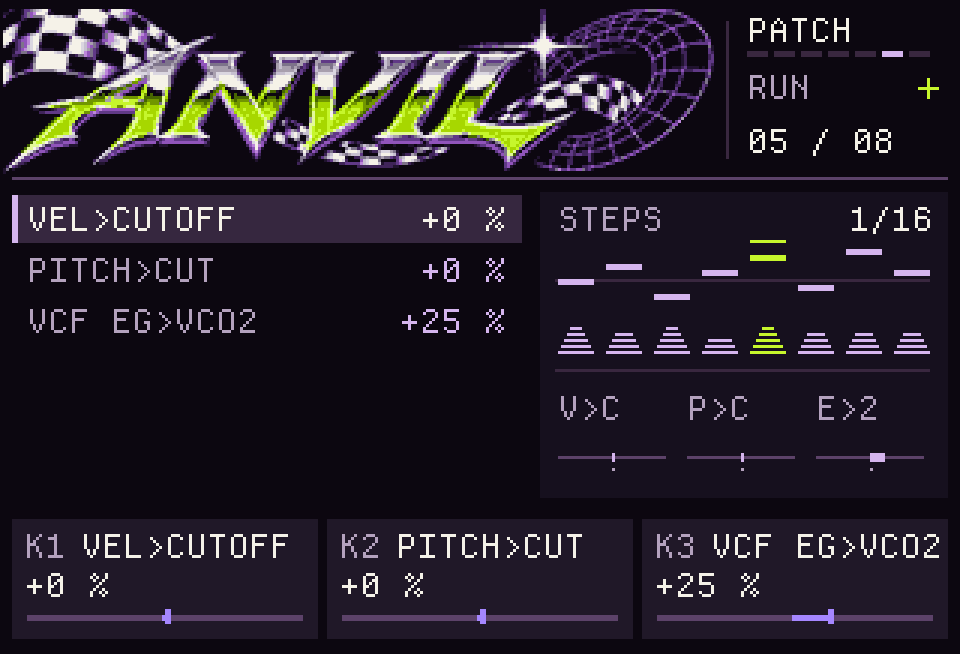 ANVIL
PATCH
RUN +
05 / 08
VEL>CUTOFF +0 %
PITCH>CUT +0 %
VCF EG>VCO2 +25 %
STEPS 1/16
V>C P>C E>2
K1 VEL>CUTOFF
+0 %
K2 PITCH>CUT
+0 %
K3 VCF EG>VCO2
+25 %